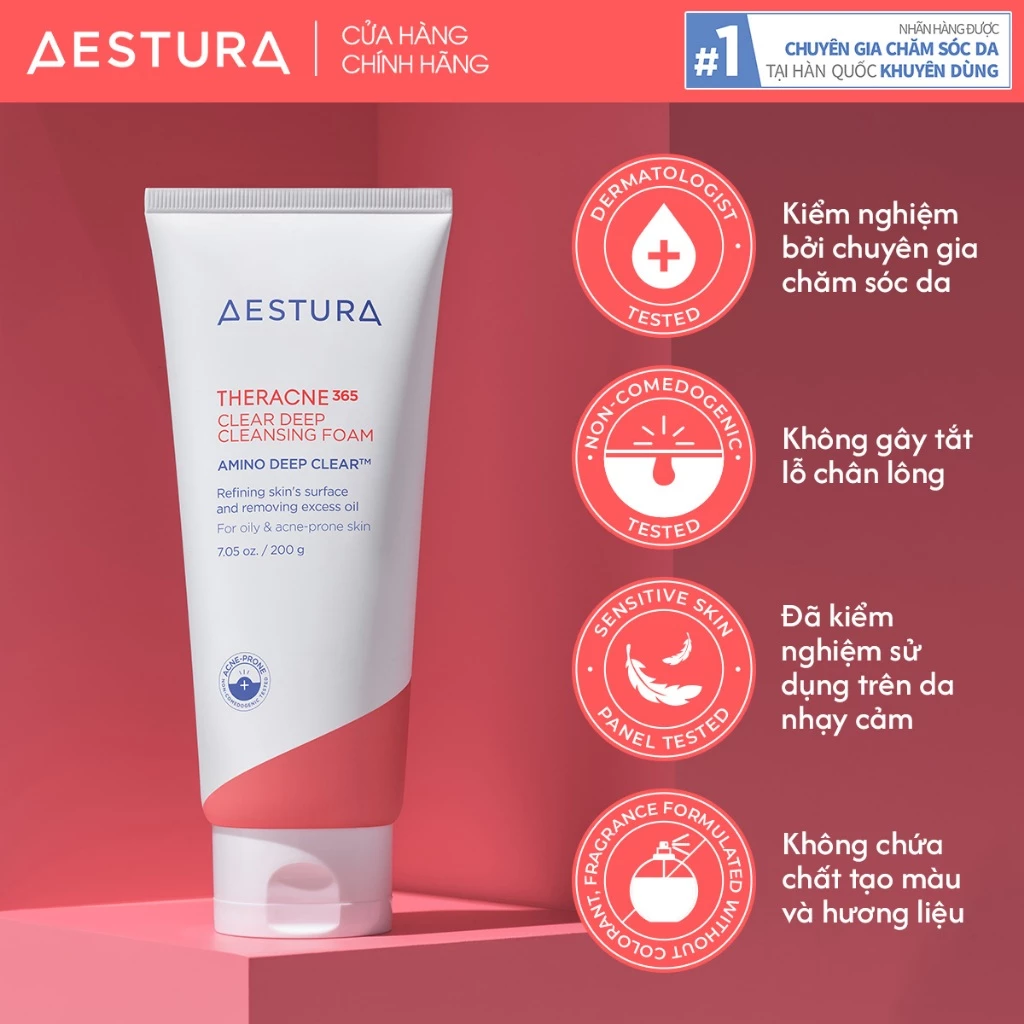 AESTURA
CỬA HÀNG
CHÍNH HÃNG
#1
NHÃN HÀNG ĐƯỢC
CHUYÊN GIA CHĂM SÓC DA
TẠI HÀN QUỐC KHUYÊN DÙNG
AESTURA
THERACNE365
CLEAR DEEP
CLEANSING FOAM
AMINO DEEP CLEAR™
Refining skin's surface
and removing excess oil
For oily & acne-prone skin
7.05 oz. / 200 g
ACNE-PRONE
NON-COMEDOGENIC TESTED
DERMATOLOGIST
TESTED
Kiểm nghiệm
bởi chuyên gia
chăm sóc da
NON-COMEDOGENIC
TESTED
Không gây tắt
lỗ chân lông
SENSITIVE SKIN
PANEL TESTED
Đã kiểm
nghiệm sử
dụng trên da
nhạy cảm
FORMULATED WITHOUT COLORANT, FRAGRANCE
Không chứa
chất tạo màu
và hương liệu